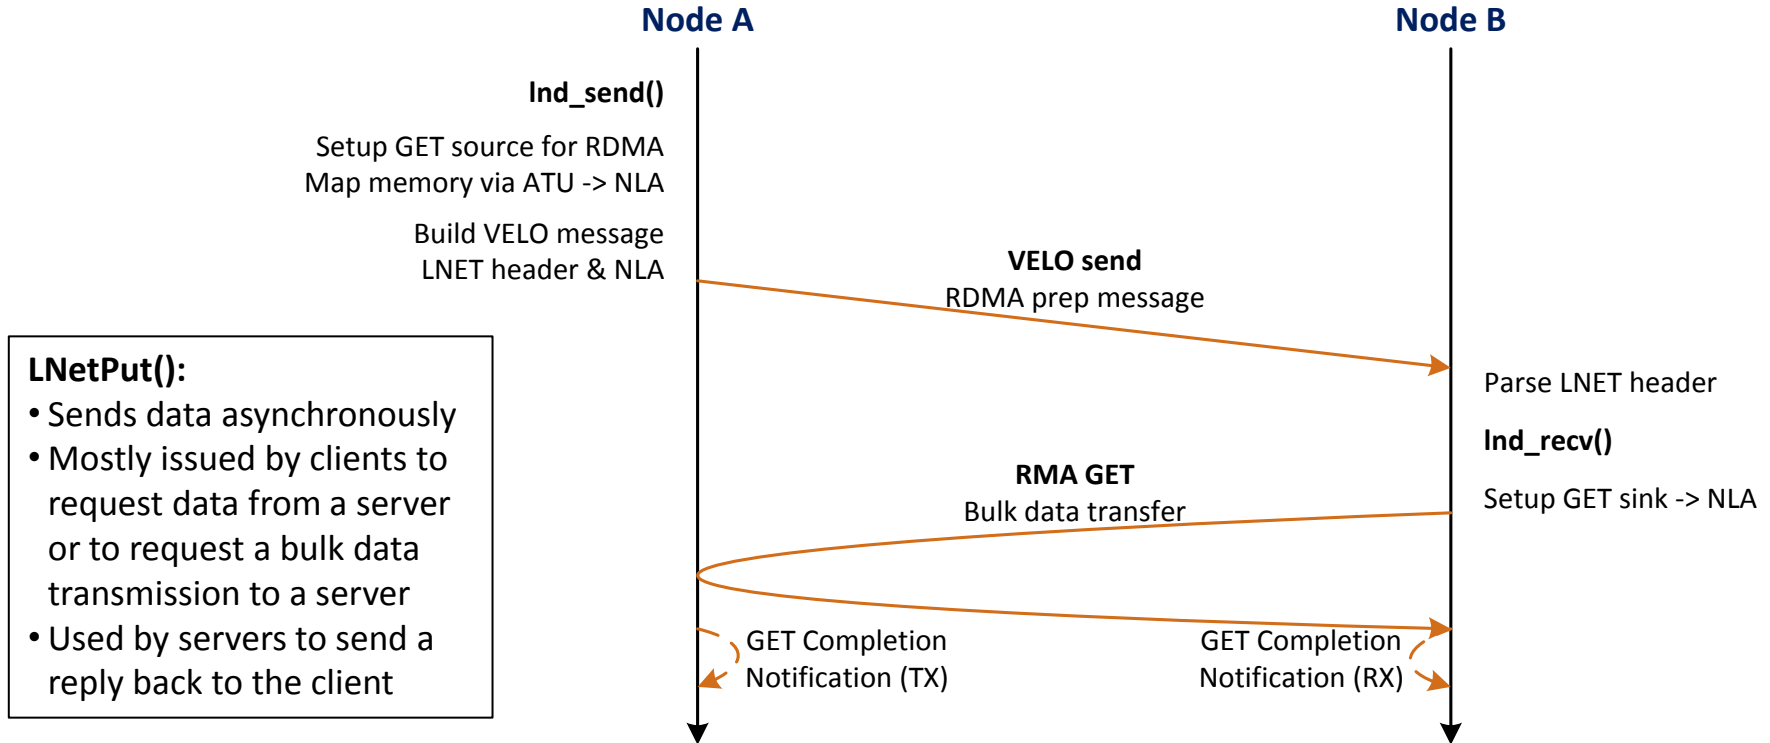 Node A
Node B
lnd_send()
Setup GET source for RDMA
Map memory via ATU -> NLA
Build VELO message
LNET header & NLA
VELO send
RDMA prep message
LNetPut():
• Sends data asynchronously
• Mostly issued by clients to
request data from a server
or to request a bulk data
transmission to a server
• Used by servers to send a
reply back to the client
Parse LNET header
lnd_recv()
Setup GET sink -> NLA
RMA GET
Bulk data transfer
GET Completion
Notification (TX)
GET Completion
Notification (RX)